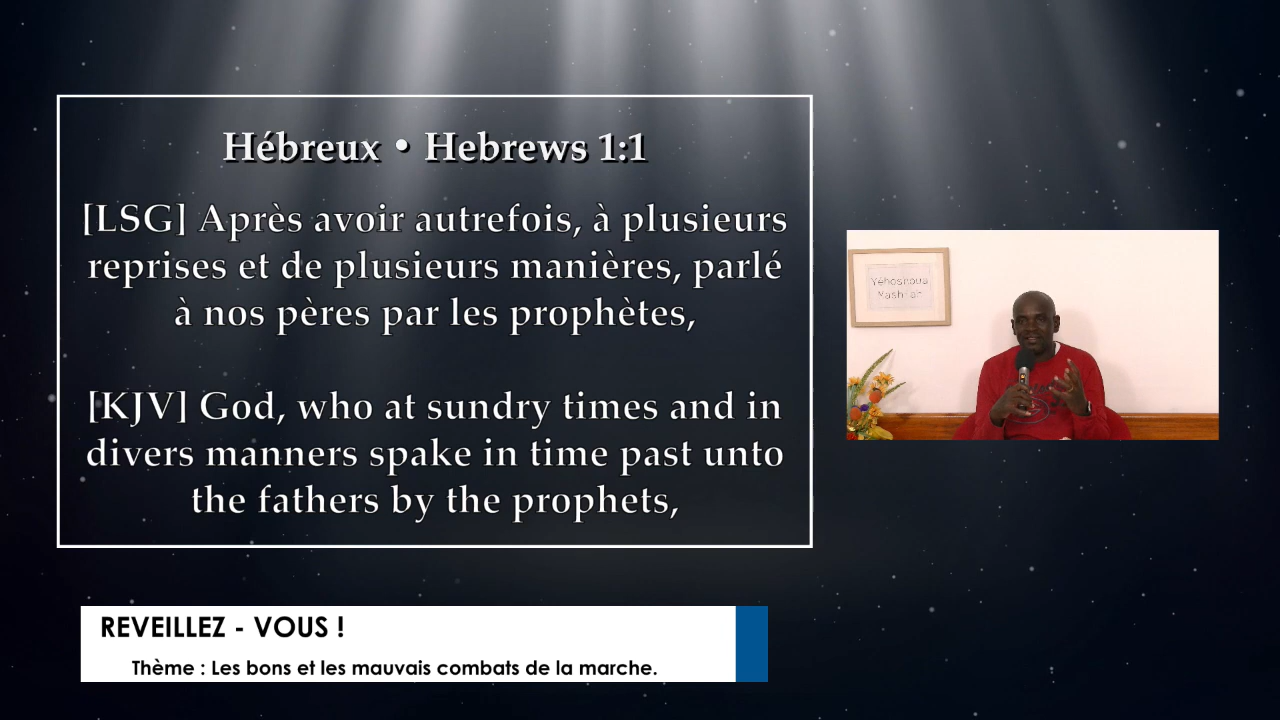 Hébreux • Hebrews 1:1
[LSG] Après avoir autrefois, à plusieurs
reprises et de plusieurs manières, parlé
à nos pères par les prophètes,
[KJV] God, who at sundry times and in
divers manners spake in time past unto
the fathers by the prophets,
Yéhoshoua
REVEILLEZ - VOUS !
Thème : Les bons et les mauvais combats de la marche.